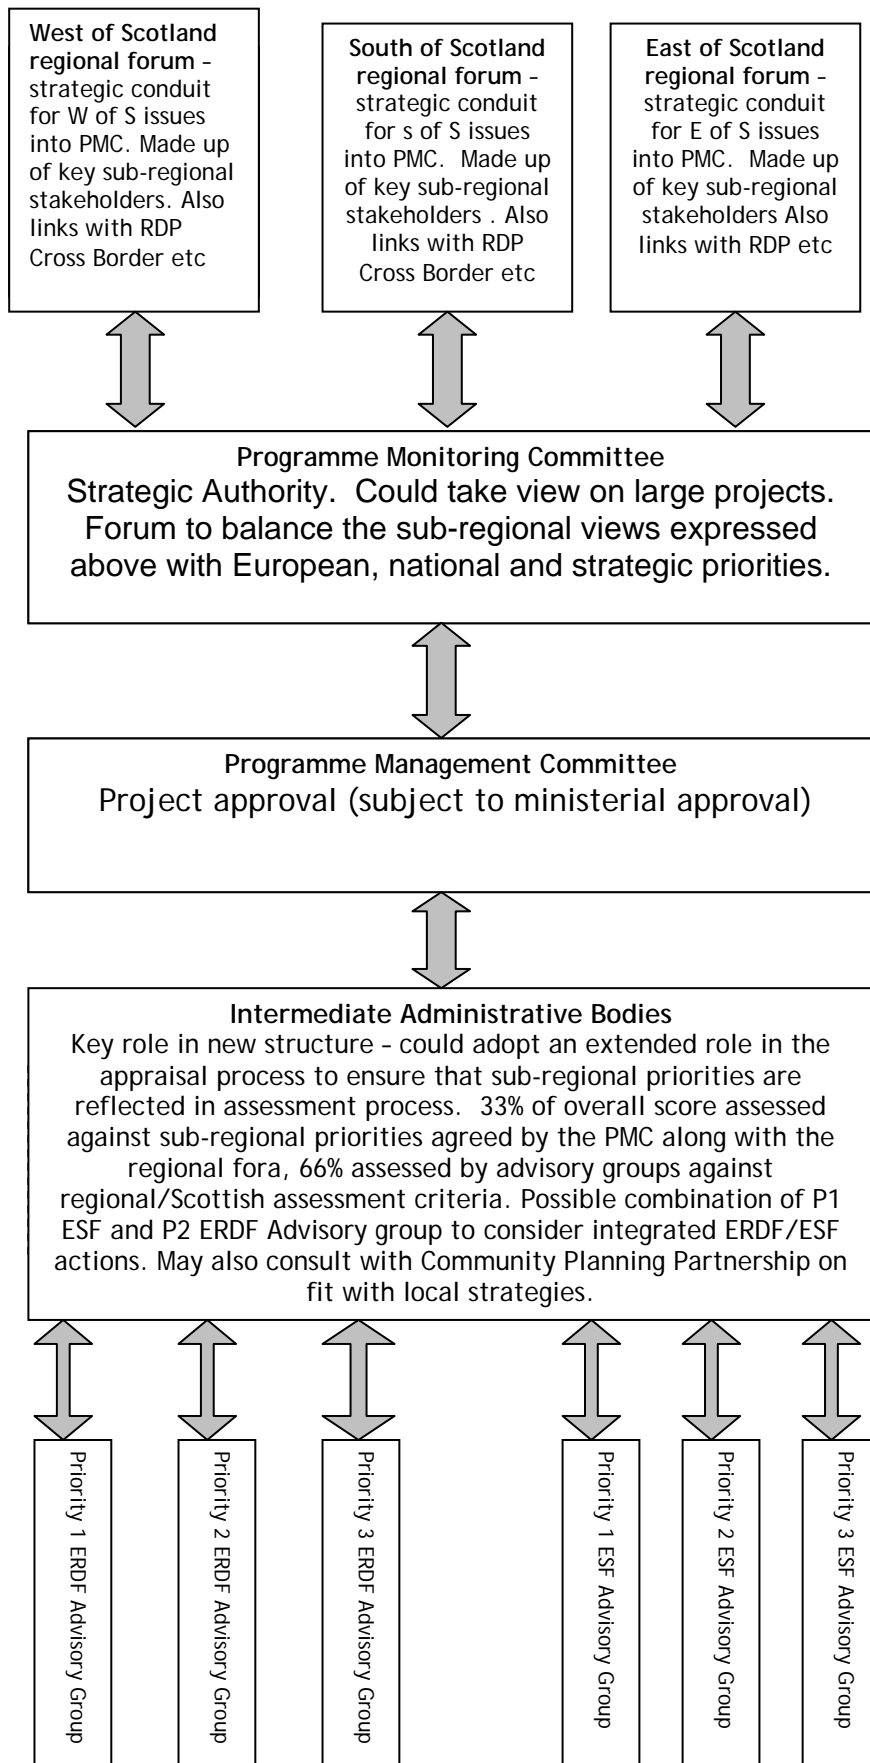 West of Scotland
regional forum –
strategic conduit
for W of S issues
into PMC. Made up
of key sub-regional
stakeholders. Also
links with RDP
Cross Border etc
South of Scotland
regional forum –
strategic conduit
for s of S issues
into PMC. Made up
of key sub-regional
stakeholders . Also
links with RDP
Cross Border etc
East of Scotland
regional forum –
strategic conduit
for E of S issues
into PMC. Made up
of key sub-regional
stakeholders Also
links with RDP etc
Programme Monitoring Committee
Strategic Authority. Could take view on large projects.
Forum to balance the sub-regional views expressed
above with European, national and strategic priorities.
Programme Management Committee
Project approval (subject to ministerial approval)
Intermediate Administrative Bodies
Key role in new structure – could adopt an extended role in the
appraisal process to ensure that sub-regional priorities are
reflected in assessment process. 33% of overall score assessed
against sub-regional priorities agreed by the PMC along with the
regional fora, 66% assessed by advisory groups against
regional/Scottish assessment criteria. Possible combination of P1
ESF and P2 ERDF Advisory group to consider integrated ERDF/ESF
actions. May also consult with Community Planning Partnership on
fit with local strategies.
Priority 1 ERDF Advisory Group
Priority 2 ERDF Advisory Group
Priority 3 ERDF Advisory Group
Priority 1 ESF Advisory Group
Priority 2 ESF Advisory Group
Priority 3 ESF Advisory Group